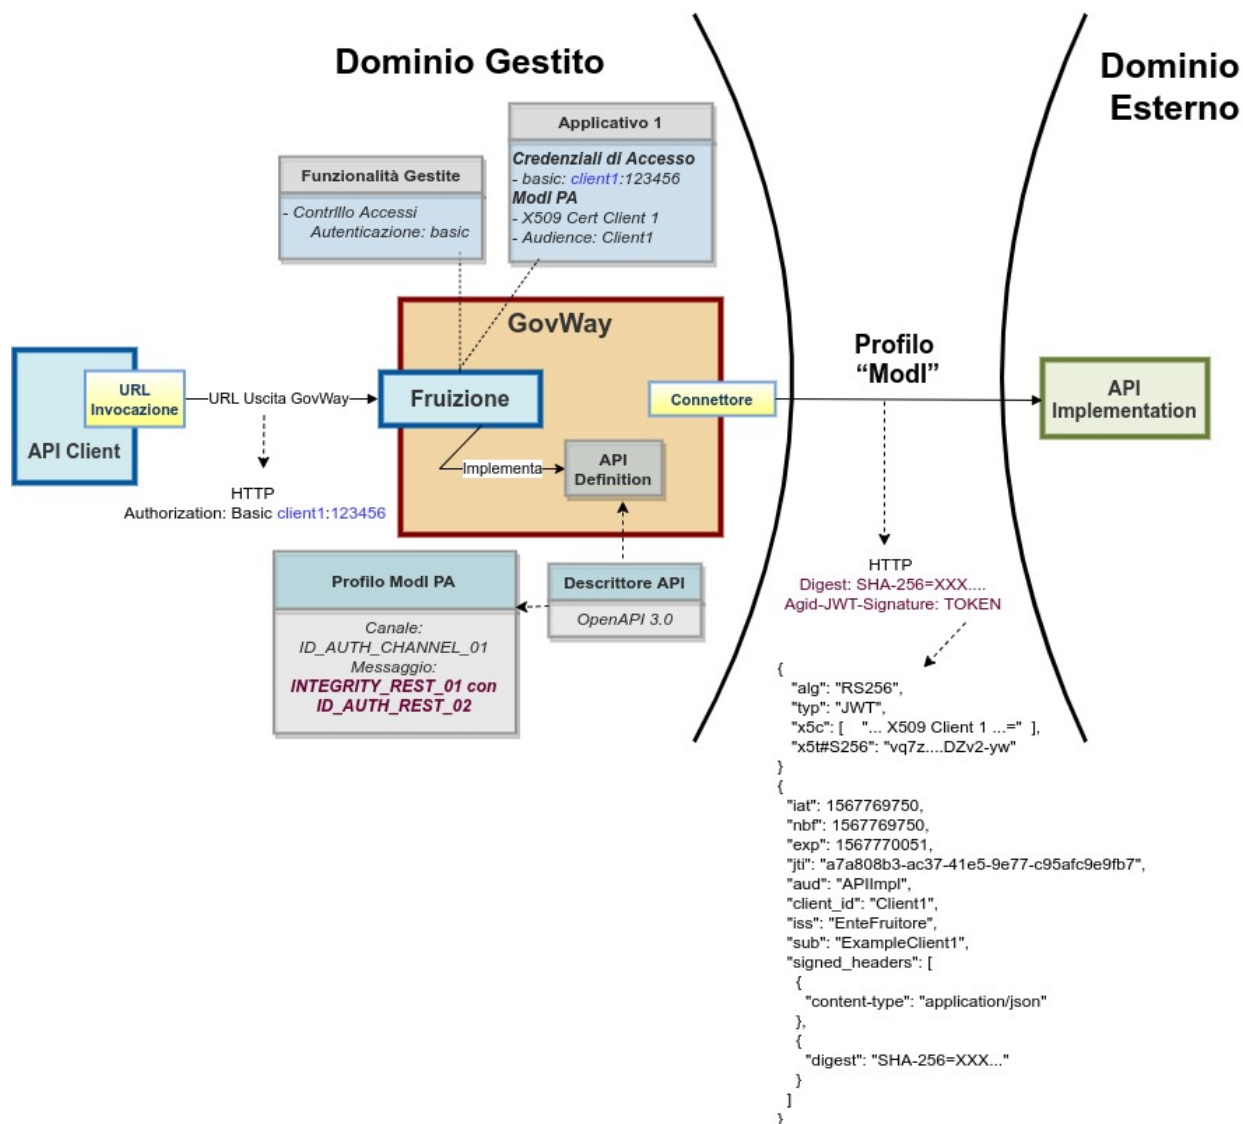 Dominio Gestito
Dominio
Esterno
Applicativo 1
Credenziali di Accesso
- basic: client1:123456
ModI PA
- X509 Cert Client 1
- Audience: Client1
Funzionalità Gestite
- Contrlllo Accessi
Autenticazione: basic
GovWay
URL
Invocazione
API Client
URL Uscita GovWay
Fruizione
Connettore
Profilo
“ModI”
API
Implementation
Implementa
API
Definition
HTTP
Authorization: Basic client1:123456
Profilo ModI PA
Canale:
ID_AUTH_CHANNEL_01
Messaggio:
INTEGRITY_REST_01 con
ID_AUTH_REST_02
Descrittore API
OpenAPI 3.0
HTTP
Digest: SHA-256=XXX....
Agid-JWT-Signature: TOKEN
{
"alg": "RS256",
"typ": "JWT",
"x5c": [ "... X509 Client 1 ...=" ],
"x5t#S256": "vq7z....DZv2-yw"
}
{
"iat": 1567769750,
"nbf": 1567769750,
"exp": 1567770051,
"jti": "a7a808b3-ac37-41e5-9e77-c95afc9e9fb7",
"aud": "APIImpl",
"client_id": "Client1",
"iss": "EnteFruitore",
"sub": "ExampleClient1",
"signed_headers": [
{
"content-type": "application/json"
},
{
"digest": "SHA-256=XXX..."
}
]
}